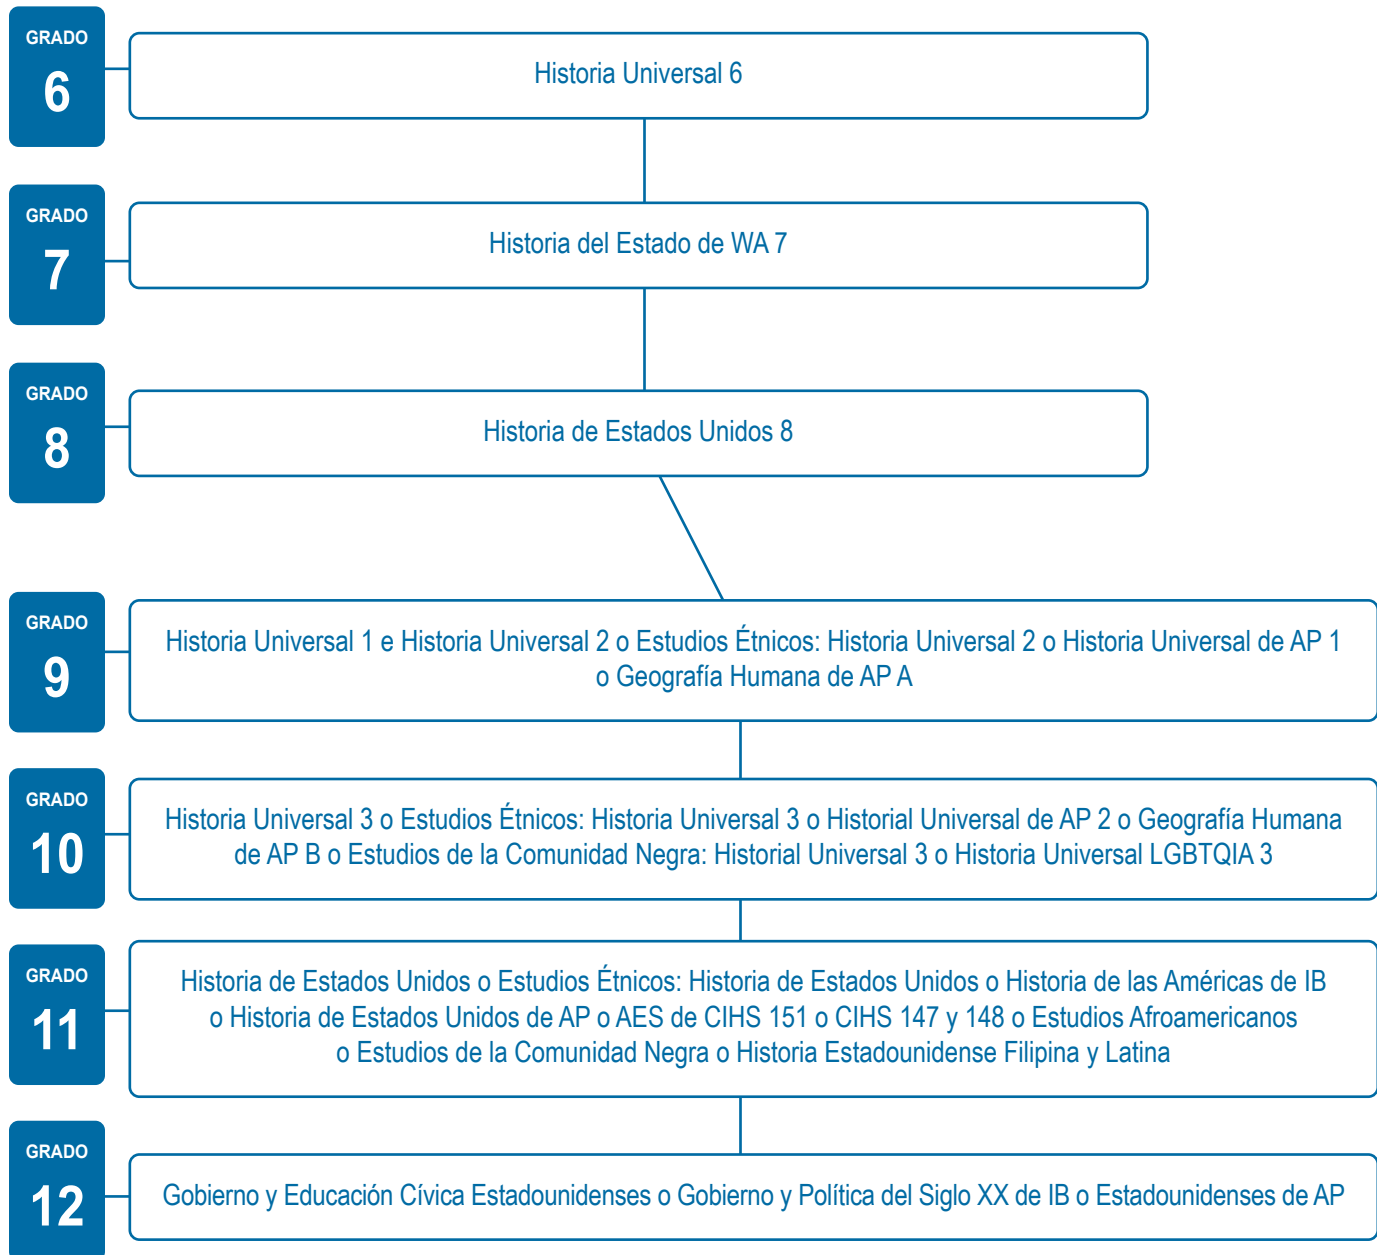 GRADO
6
Historia Universal 6
GRADO
7
Historia del Estado de WA 7
GRADO
8
Historia de Estados Unidos 8
GRADO
9
Historia Universal 1 e Historia Universal 2 o Estudios Étnicos: Historia Universal 2 o Historia Universal de AP 1
o Geografía Humana de AP A
GRADO
10
Historia Universal 3 o Estudios Étnicos: Historia Universal 3 o Historial Universal de AP 2 o Geografía Humana
de AP B o Estudios de la Comunidad Negra: Historial Universal 3 o Historia Universal LGBTQIA 3
GRADO
11
Historia de Estados Unidos o Estudios Étnicos: Historia de Estados Unidos o Historia de las Américas de IB
o Historia de Estados Unidos de AP o AES de CIHS 151 o CIHS 147 y 148 o Estudios Afroamericanos
o Estudios de la Comunidad Negra o Historia Estadounidense Filipina y Latina
GRADO
12
Gobierno y Educación Cívica Estadounidenses o Gobierno y Política del Siglo XX de IB o Estadounidenses de AP